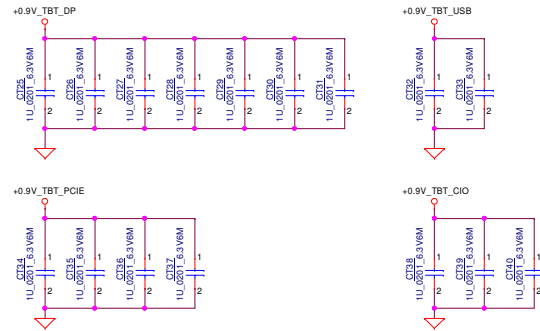 +0.9V_TBT_DP
CT25
1U_0201_6.3V6M
1
2
CT26
1U_0201_6.3V6M
1
2
CT27
1U_0201_6.3V6M
1
2
CT28
1U_0201_6.3V6M
1
2
CT29
1U_0201_6.3V6M
1
2
CT30
1U_0201_6.3V6M
1
2
CT31
1U_0201_6.3V6M
1
2
+0.9V_TBT_USB
CT32
1U_0201_6.3V6M
1
2
CT33
1U_0201_6.3V6M
1
2
+0.9V_TBT_PCIE
CT34
1U_0201_6.3V6M
1
2
CT35
1U_0201_6.3V6M
1
2
CT36
1U_0201_6.3V6M
1
2
CT37
1U_0201_6.3V6M
1
2
+0.9V_TBT_CIO
CT38
1U_0201_6.3V6M
1
2
CT39
1U_0201_6.3V6M
1
2
CT40
1U_0201_6.3V6M
1
2